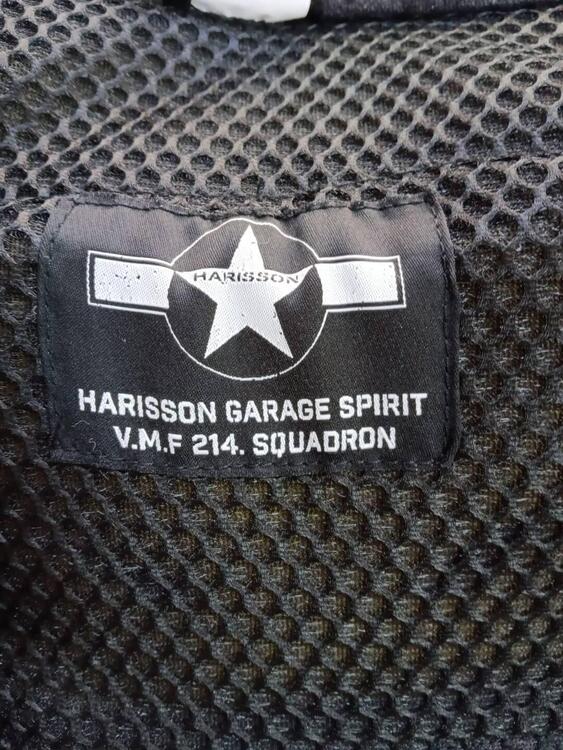 HARISSON
HARISSON GARAGE SPIRIT
V.M.F 214. SQUADRON